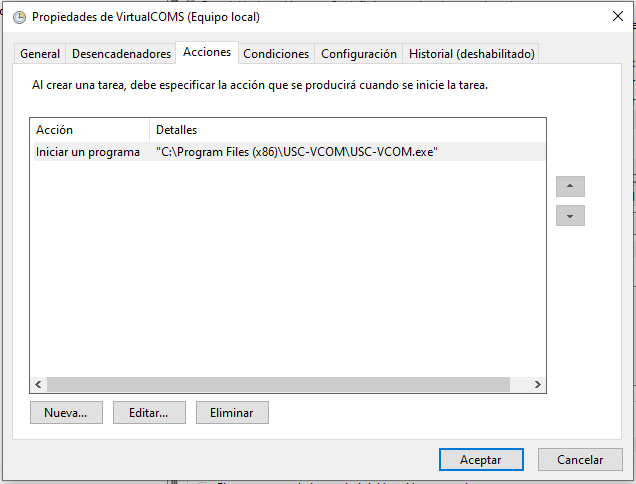 Propiedades de VirtualCOMS (Equipo local)
General Desencadenadores Acciones Condiciones Configuración Historial (deshabilitado)
Al crear una tarea, debe especificar la acción que se producirá cuando se inicie la tarea.
Acción Detalles
Iniciar un programa "C:\Program Files (x86)\USC-VCOM\USC-VCOM.exe"
Nueva... Editar... Eliminar
Aceptar Cancelar